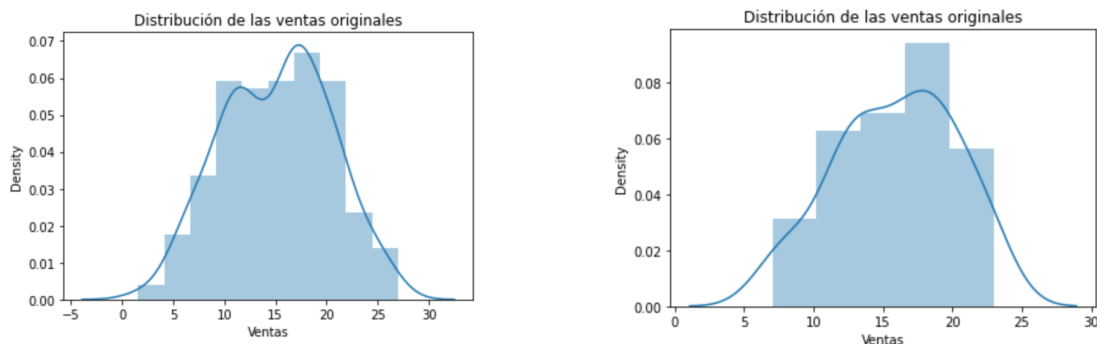 Distribución de las ventas originales
0.07
0.06
0.05
0.04
0.03
0.02
0.01
0.00
Density
−5 0 5 10 15 20 25 30
Ventas
Distribución de las ventas originales
0.08
0.06
0.04
0.02
0.00
Density
0 5 10 15 20 25 30
Ventas